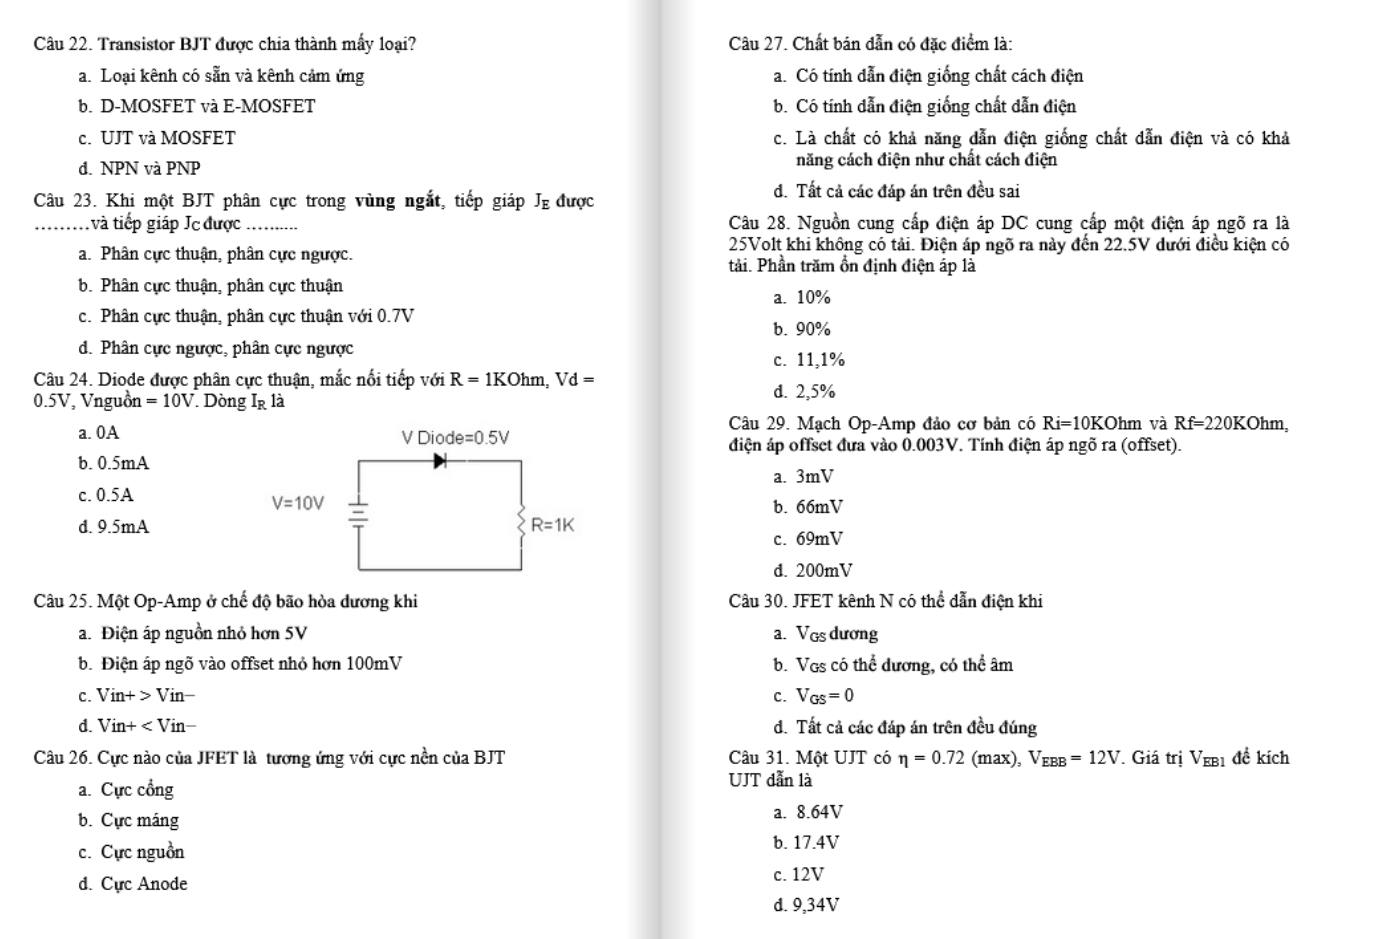 Câu 22. Transistor BJT được chia thành mấy loại?
a. Loại kênh có sẵn và kênh cảm ứng
b. D-MOSFET và E-MOSFET
c. UJT và MOSFET
d. NPN và PNP
Câu 23. Khi một BJT phân cực trong vùng ngắt, tiếp giáp JE được
.........và tiếp giáp JC được ..........
a. Phân cực thuận, phân cực ngược.
b. Phân cực thuận, phân cực thuận
c. Phân cực thuận, phân cực thuận với 0.7V
d. Phân cực ngược, phân cực ngược
Câu 24. Diode được phân cực thuận, mắc nối tiếp với R = 1KOhm, Vd =
0.5V, Vnguồn = 10V. Dòng IR là
a. 0A
b. 0.5mA
c. 0.5A
d. 9.5mA
V Diode=0.5V
V=10V
R=1K
Câu 25. Một Op-Amp ở chế độ bão hòa dương khi
a. Điện áp nguồn nhỏ hơn 5V
b. Điện áp ngõ vào offset nhỏ hơn 100mV
c. Vin+ > Vin−
d. Vin+ < Vin−
Câu 26. Cực nào của JFET là tương ứng với cực nền của BJT
a. Cực cổng
b. Cực máng
c. Cực nguồn
d. Cực Anode
Câu 27. Chất bán dẫn có đặc điểm là:
a. Có tính dẫn điện giống chất cách điện
b. Có tính dẫn điện giống chất dẫn điện
c. Là chất có khả năng dẫn điện giống chất dẫn điện và có khả
năng cách điện như chất cách điện
d. Tất cả các đáp án trên đều sai
Câu 28. Nguồn cung cấp điện áp DC cung cấp một điện áp ngõ ra là
25Volt khi không có tải. Điện áp ngõ ra này đến 22.5V dưới điều kiện có
tải. Phần trăm ổn định điện áp là
a. 10%
b. 90%
c. 11,1%
d. 2,5%
Câu 29. Mạch Op-Amp đảo cơ bản có Ri=10KOhm và Rf=220KOhm,
điện áp offset đưa vào 0.003V. Tính điện áp ngõ ra (offset).
a. 3mV
b. 66mV
c. 69mV
d. 200mV
Câu 30. JFET kênh N có thể dẫn điện khi
a. VGS dương
b. VGS có thể dương, có thể âm
c. VGS = 0
d. Tất cả các đáp án trên đều đúng
Câu 31. Một UJT có η = 0.72 (max), VEBB = 12V. Giá trị VEB1 để kích
UJT dẫn là
a. 8.64V
b. 17.4V
c. 12V
d. 9,34V